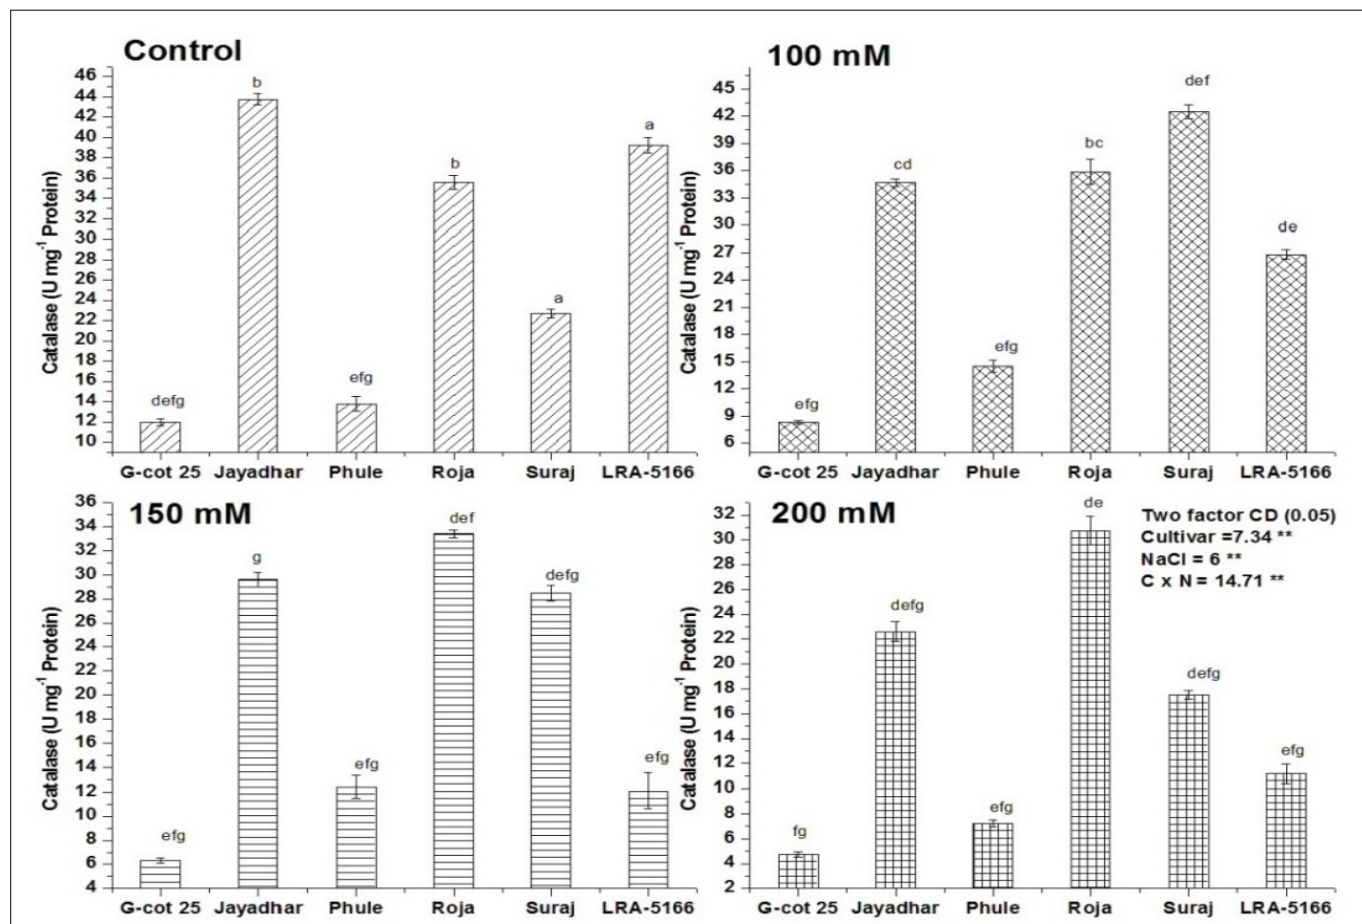 Control
Catalase (U mg⁻¹ Protein)
46
44
42
40
38
36
34
32
30
28
26
24
22
20
18
16
14
12
10
defg
b
efg
b
a
a
G-cot 25 Jayadhar Phule Roja Suraj LRA-5166
100 mM
Catalase (U mg⁻¹ Protein)
45
42
39
36
33
30
27
24
21
18
15
12
9
6
efg
cd
efg
bc
def
de
G-cot 25 Jayadhar Phule Roja Suraj LRA-5166
150 mM
Catalase (U mg⁻¹ Protein)
36
34
32
30
28
26
24
22
20
18
16
14
12
10
8
6
4
efg
g
efg
def
defg
efg
G-cot 25 Jayadhar Phule Roja Suraj LRA-5166
200 mM
Two factor CD (0.05)
Cultivar =7.34 **
NaCl = 6 **
C x N = 14.71 **
Catalase (U mg⁻¹ Protein)
32
30
28
26
24
22
20
18
16
14
12
10
8
6
4
2
fg
defg
efg
de
defg
efg
G-cot 25 Jayadhar Phule Roja Suraj LRA-5166